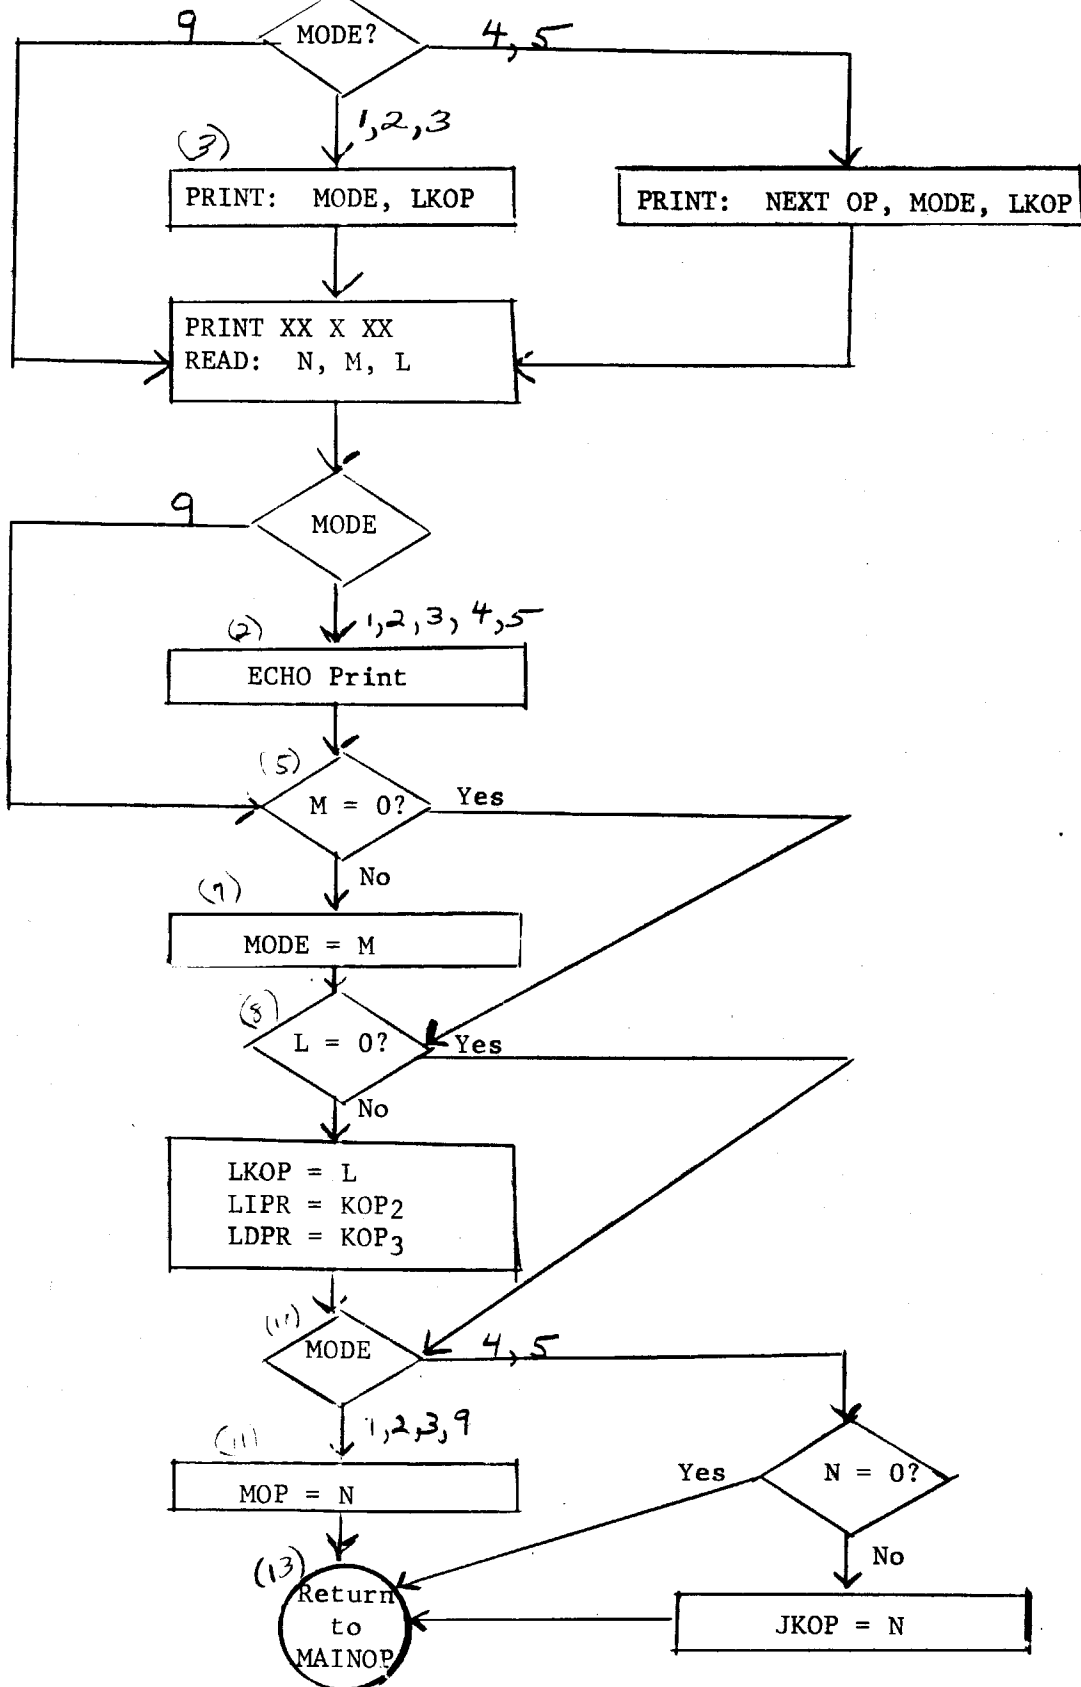 MODE?
9
4, 5
1, 2, 3
(3)
PRINT: MODE, LKOP
PRINT: NEXT OP, MODE, LKOP
PRINT XX X XX
READ: N, M, L
MODE
9
1, 2, 3, 4, 5
(2)
ECHO Print
(5)
M = 0?
Yes
No
(7)
MODE = M
(8)
L = 0?
Yes
No
LKOP = L
LIPR = KOP2
LDPR = KOP3
MODE
4, 5
1, 2, 3, 9
(11)
MOP = N
N = 0?
Yes
No
JKOP = N
(13)
Return
to
MAINOP